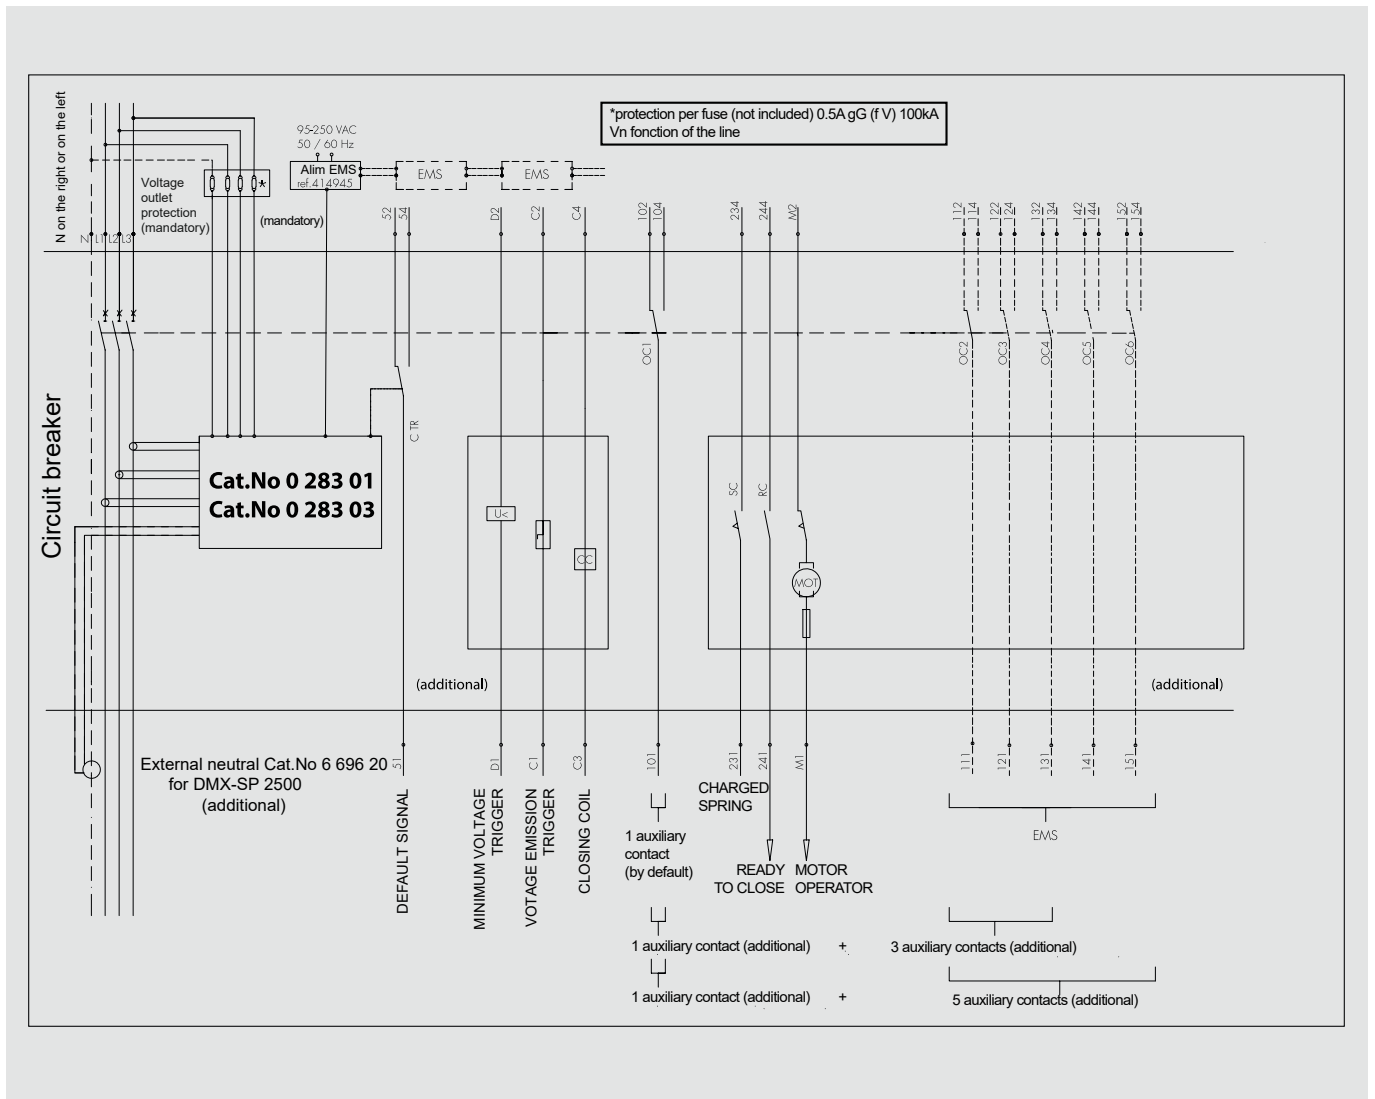 N on the right or on the left
*protection per fuse (not included) 0.5A gG (f V) 100kA
Vn fonction of the line
95-250 VAC
50 / 60 Hz
Alim EMS
ref.414945
EMS
EMS
Voltage
outlet
protection
(mandatory)
*
(mandatory)
N L1 L2 L3
52
54
D2
C2
C4
102
104
234
244
M2
112
114
122
124
132
134
142
144
152
154
OC1
OC2
OC3
OC4
OC5
OC6
Circuit breaker
C TR
Cat.No 0 283 01
Cat.No 0 283 03
U<
CC
SC
RC
MOT
(additional)
(additional)
External neutral Cat.No 6 696 20
for DMX-SP 2500
(additional)
51
D1
C1
C3
101
231
241
M1
111
121
131
141
151
DEFAULT SIGNAL
MINIMUM VOLTAGE
TRIGGER
VOTAGE EMISSION
TRIGGER
CLOSING COIL
1 auxiliary
contact
(by default)
CHARGED
SPRING
READY
TO CLOSE
MOTOR
OPERATOR
EMS
1 auxiliary contact (additional) + 3 auxiliary contacts (additional)
1 auxiliary contact (additional) + 5 auxiliary contacts (additional)